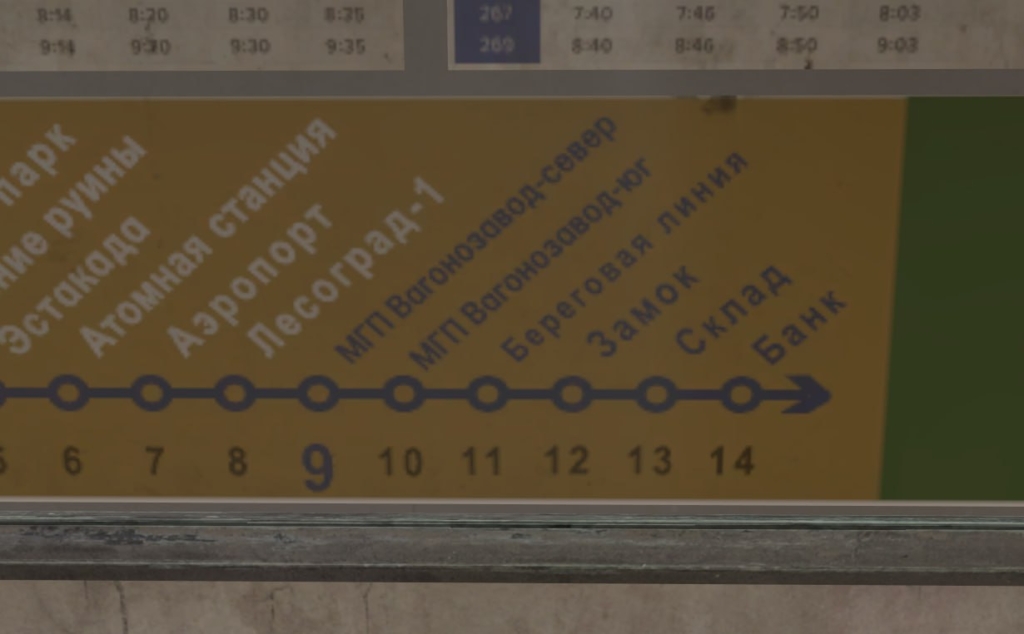 8:14 8:20 8:30 8:35
9:14 9:20 9:30 9:35
267 7:40 7:46 7:50 8:03
269 8:40 8:46 8:50 9:03
парк
руины
Эстакада
Атомная станция
Аэропорт
Лесоград-1
МГП Вагонозавод-север
МГП Вагонозавод-юг
Береговая линия
Замок
Склад
Банк
6 7 8 9 10 11 12 13 14